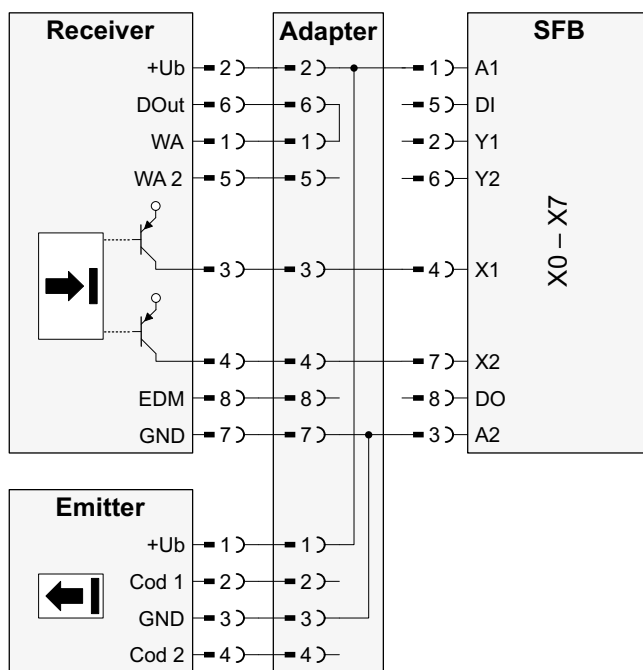 Receiver Adapter SFB
+Ub 2 2 1 A1
DOut 6 6 5 DI
WA 1 1 2 Y1
WA 2 5 5 6 Y2
X0 – X7
3 3 4 X1
4 4 7 X2
EDM 8 8 8 DO
GND 7 7 3 A2
Emitter
+Ub 1 1
Cod 1 2 2
GND 3 3
Cod 2 4 4